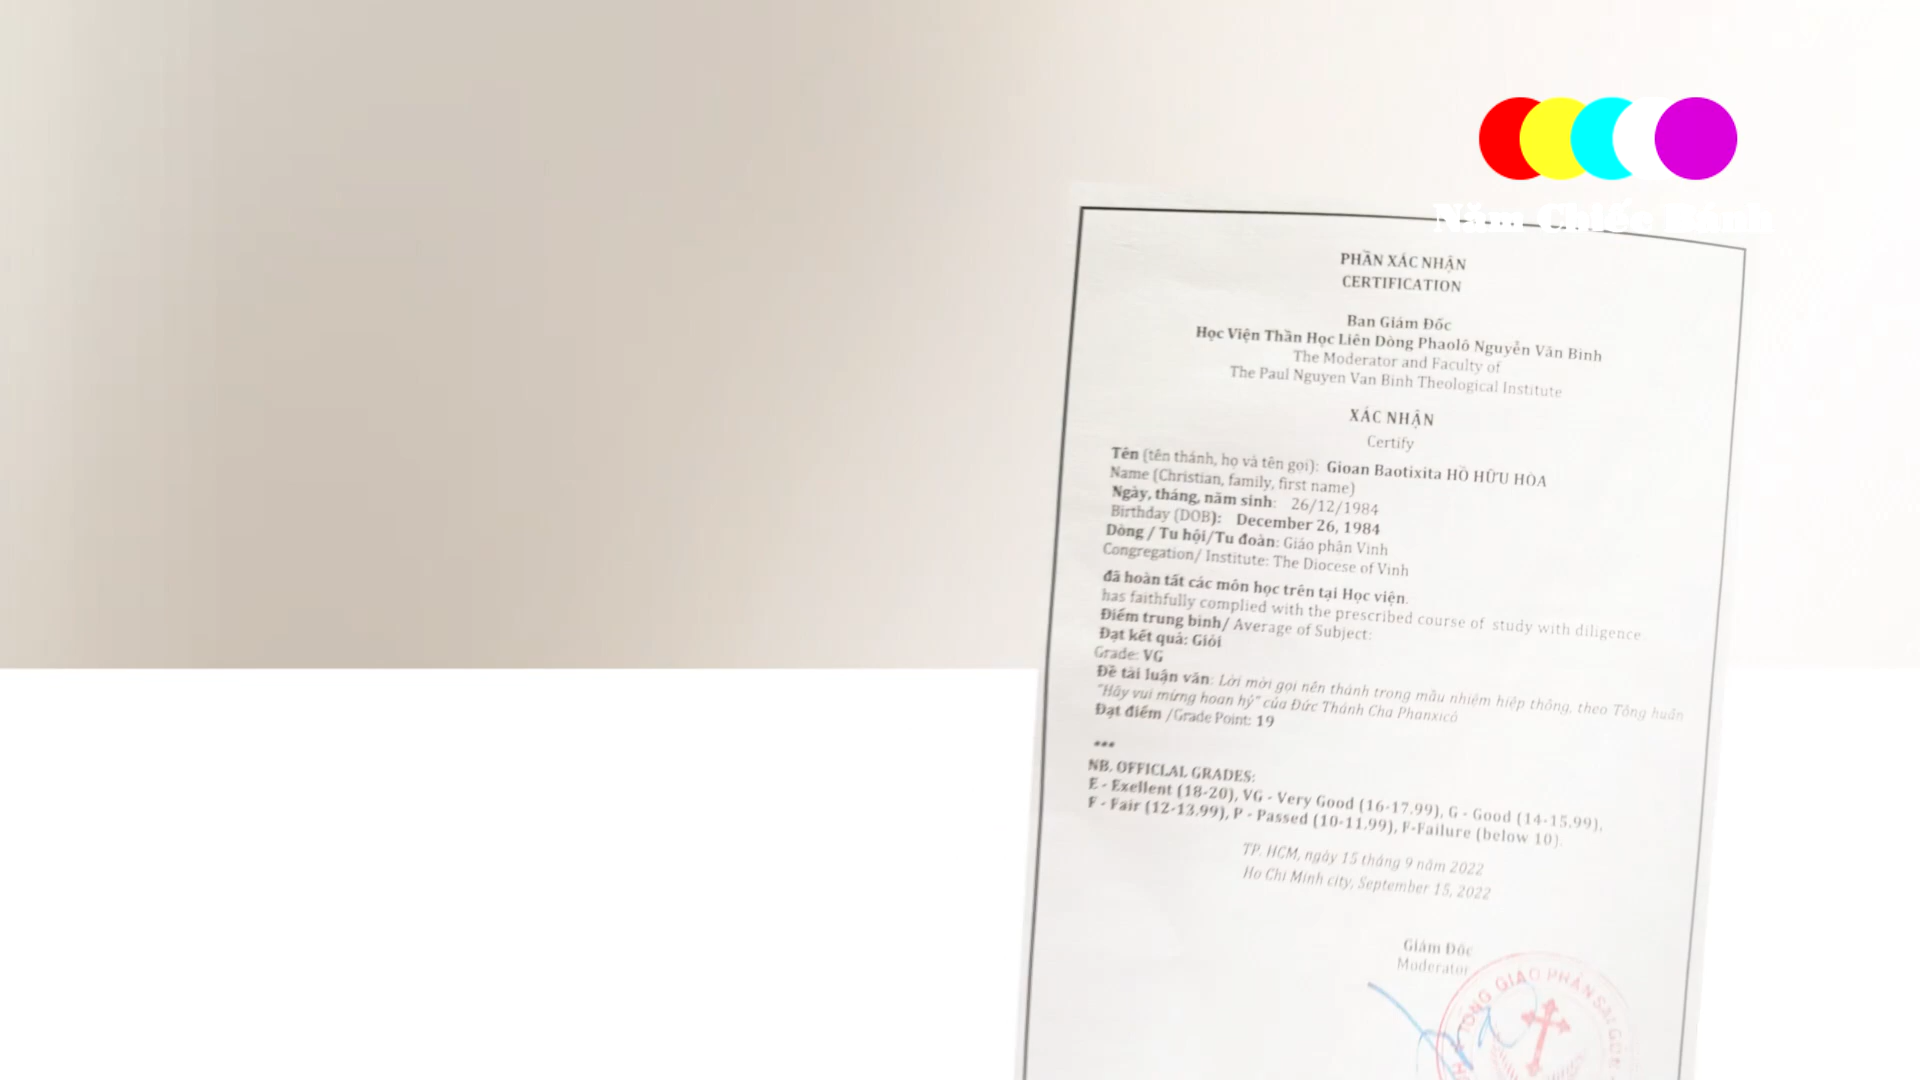 Năm Chiếc Bánh
PHẦN XÁC NHẬN
CERTIFICATION
Ban Giám Đốc
Học Viện Thần Học Liên Dòng Phaolô Nguyễn Văn Bình
The Moderator and Faculty of
The Paul Nguyen Van Binh Theological Institute
XÁC NHẬN
Certify
Tên (tên thánh, họ và tên gọi): Gioan Baotixita HỒ HỮU HÒA
Name (Christian, family, first name)
Ngày, tháng, năm sinh: 26/12/1984
Birthday (DOB): December 26, 1984
Dòng / Tu hội/Tu đoàn: Giáo phận Vinh
Congregation/ Institute: The Diocese of Vinh
đã hoàn tất các môn học trên tại Học viện.
has faithfully complied with the prescribed course of study with diligence
Điểm trung bình/ Average of Subject:
Đạt kết quả: Giỏi
Grade: VG
Đề tài luận văn: Lời mời gọi nên thánh trong mầu nhiệm hiệp thông, theo Tông huấn
"Hãy vui mừng hoan hỷ" của Đức Thánh Cha Phanxicô
Đạt điểm /Grade Point: 19
***
NB. OFFICLAL GRADES:
E - Exellent (18-20), VG - Very Good (16-17.99), G - Good (14-15.99),
F - Fair (12-13.99), P - Passed (10-11.99), F-Failure (below 10).
TP. HCM, ngày 15 tháng 9 năm 2022
Ho Chi Minh city, September 15, 2022
Giám Đốc
Moderator
TỔNG GIÁO PHẬN SÀI GÒN